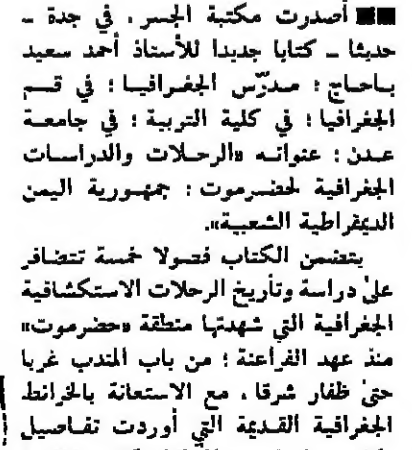 ■■ أصدرت مكتبة الجسر، في جدة ـ
حديثا ـ كتابا جديدا للأستاذ أحمد سعيد
باحاج؛ مدرّس الجغرافيا؛ في قسم
الجغرافيا؛ في كلية التربية؛ في جامعة
عدن؛ عنوانه «الرحلات والدراسات
الجغرافية لحضرموت؛ جمهورية اليمن
الديمقراطية الشعبية».
يتضمن الكتاب فصولا خمسة تتضافر
على دراسة وتأريخ الرحلات الاستكشافية
الجغرافية التي شهدتها منطقة «حضرموت»
منذ عهد الفراعنة؛ من باب المندب غربا
حتى ظفار شرقا، مع الاستعانة بالخرائط
الجغرافية القديمة التي أوردت تفاصيل